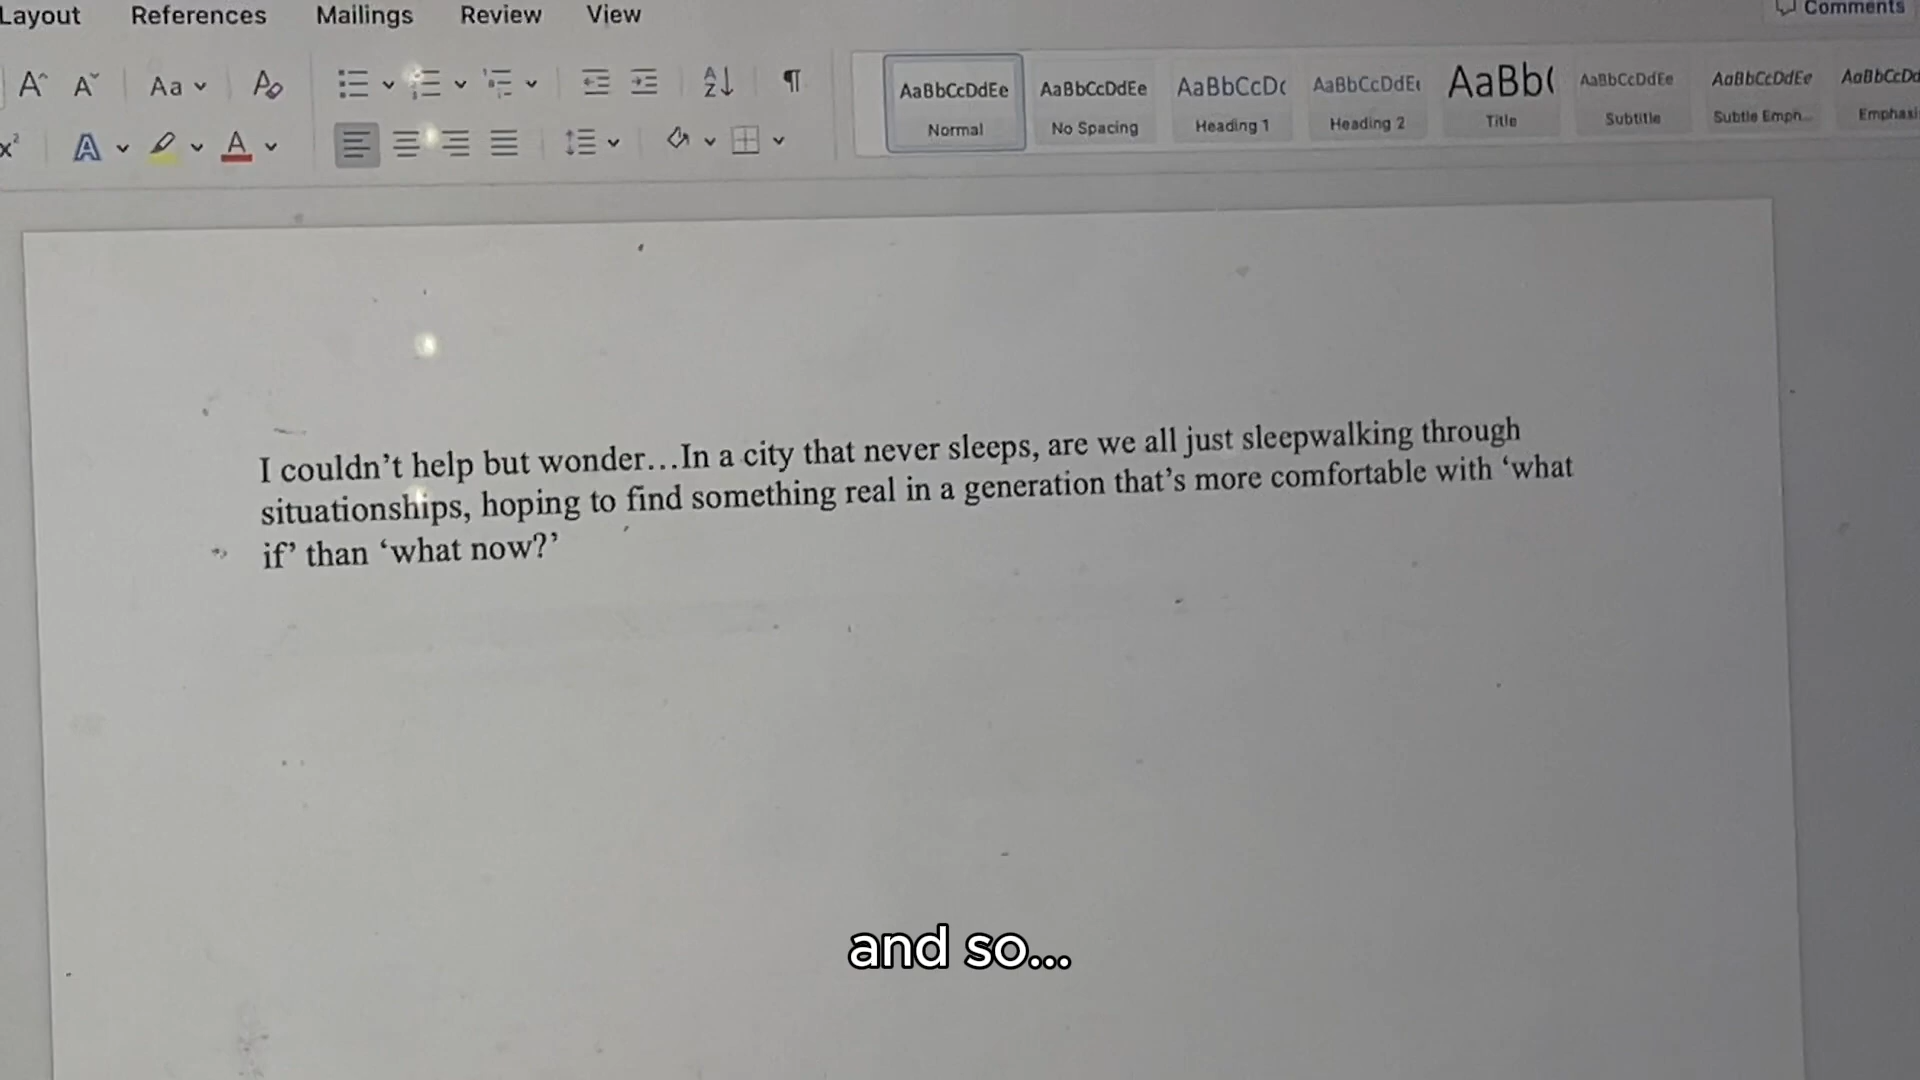 Layout References Mailings Review View Comments
Aa
AaBbCcDdEe AaBbCcDdEe AaBbCcDc AaBbCcDdEe AaBb( AaBbCcDdEe AaBbCcDdEe AaBbCcDd
Normal No Spacing Heading 1 Heading 2 Title Subtitle Subtle Emph... Emphasi
I couldn’t help but wonder…In a city that never sleeps, are we all just sleepwalking through
situationships, hoping to find something real in a generation that’s more comfortable with ‘what
if’ than ‘what now?’
and so...